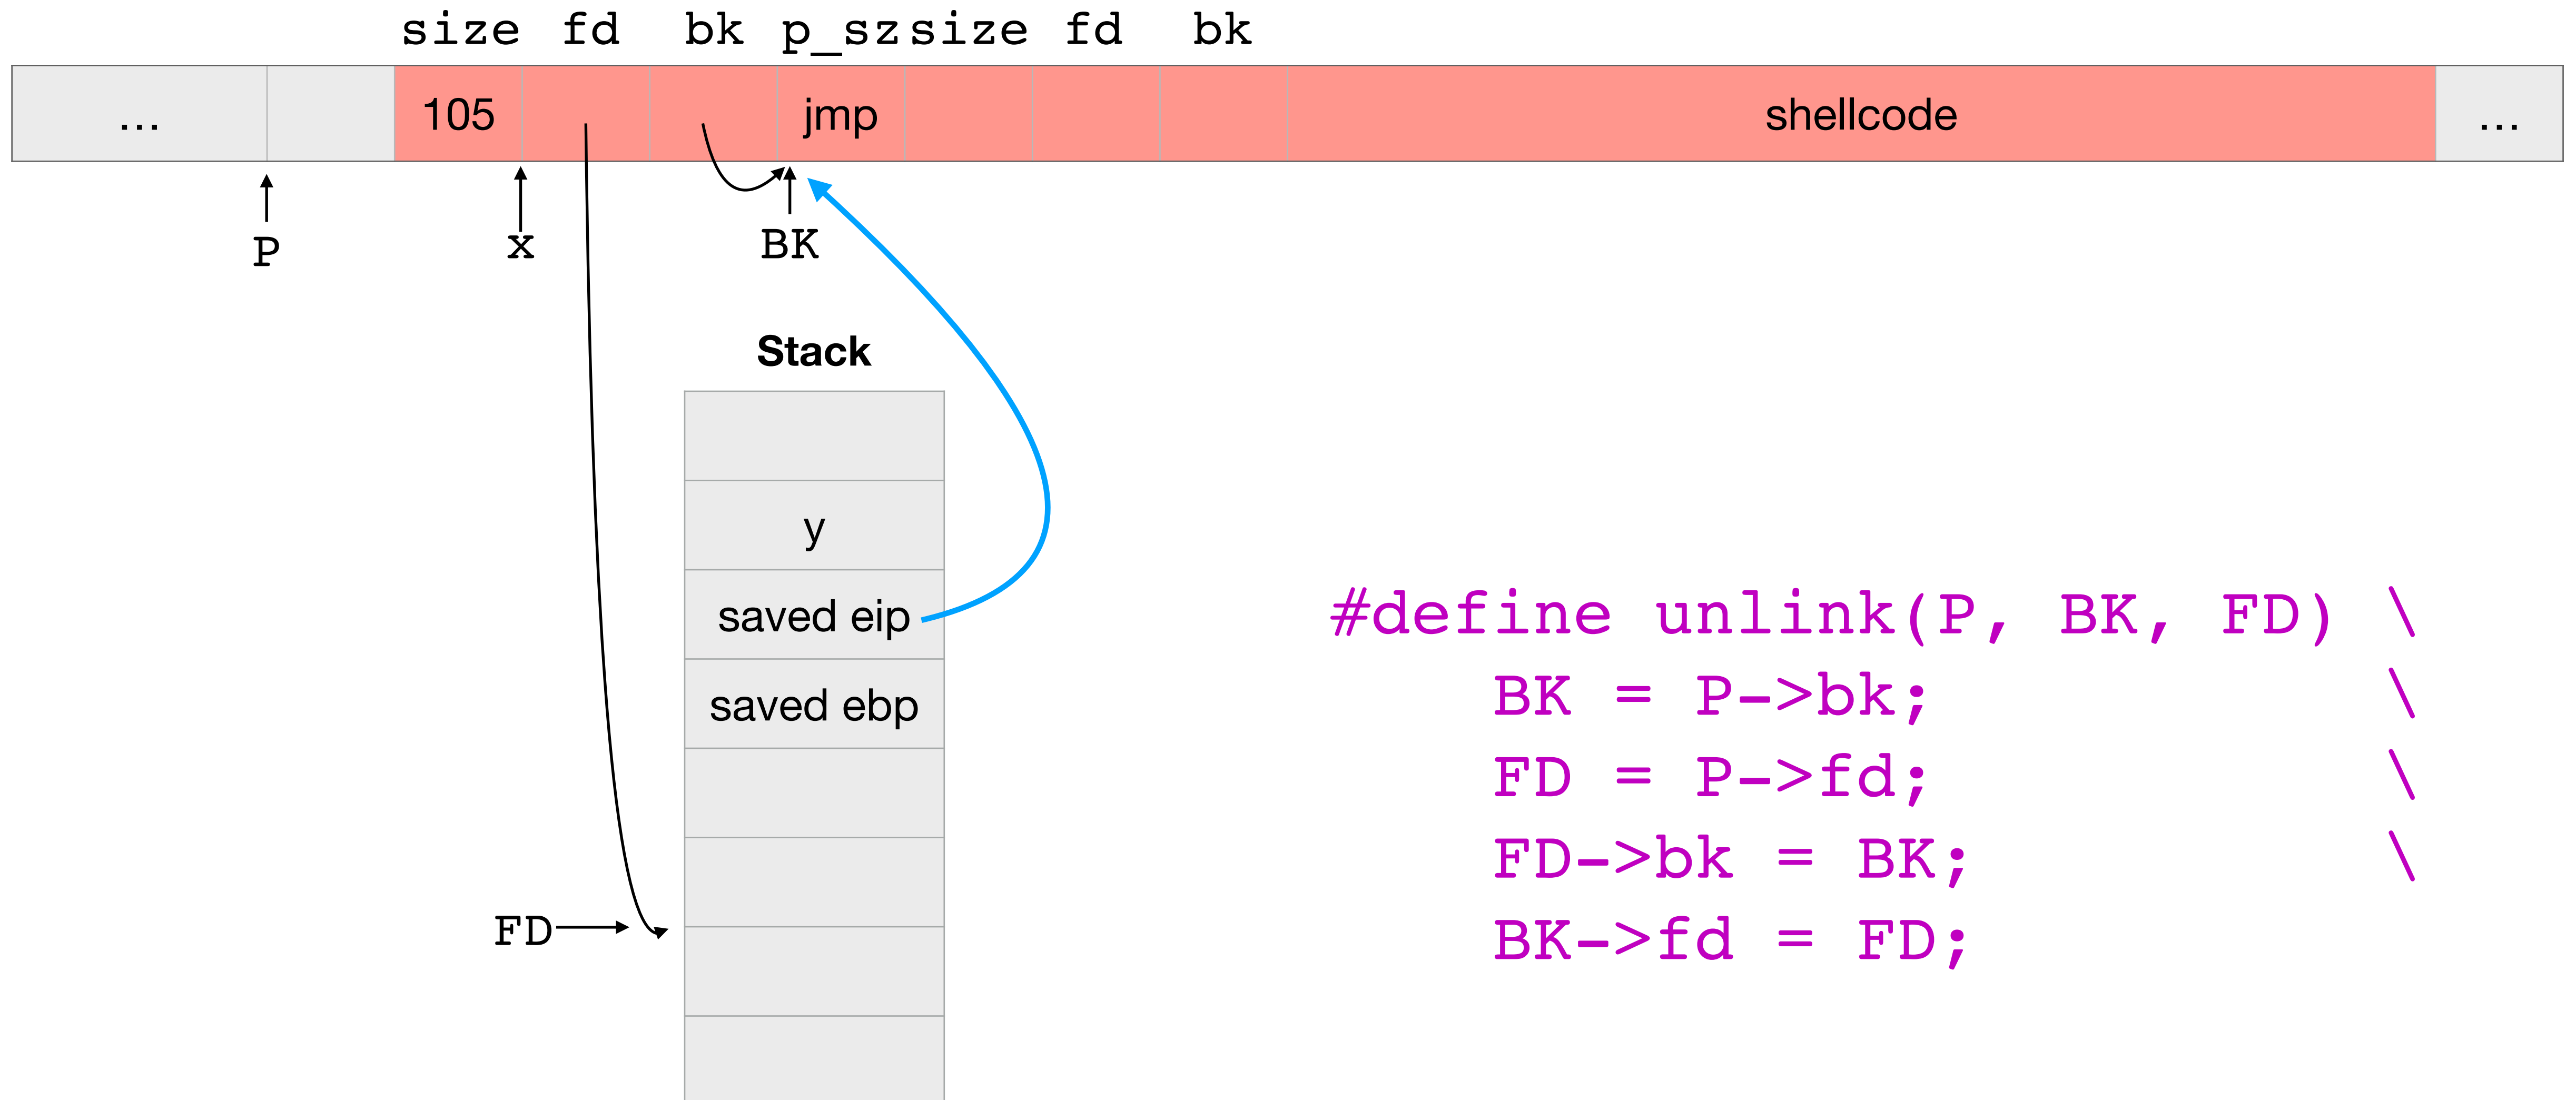 size fd bk p_sz size fd bk
... 105 jmp shellcode ...
P x BK
Stack
y
saved eip
saved ebp
FD
#define unlink(P, BK, FD) \
BK = P->bk; \
FD = P->fd; \
FD->bk = BK; \
BK->fd = FD;